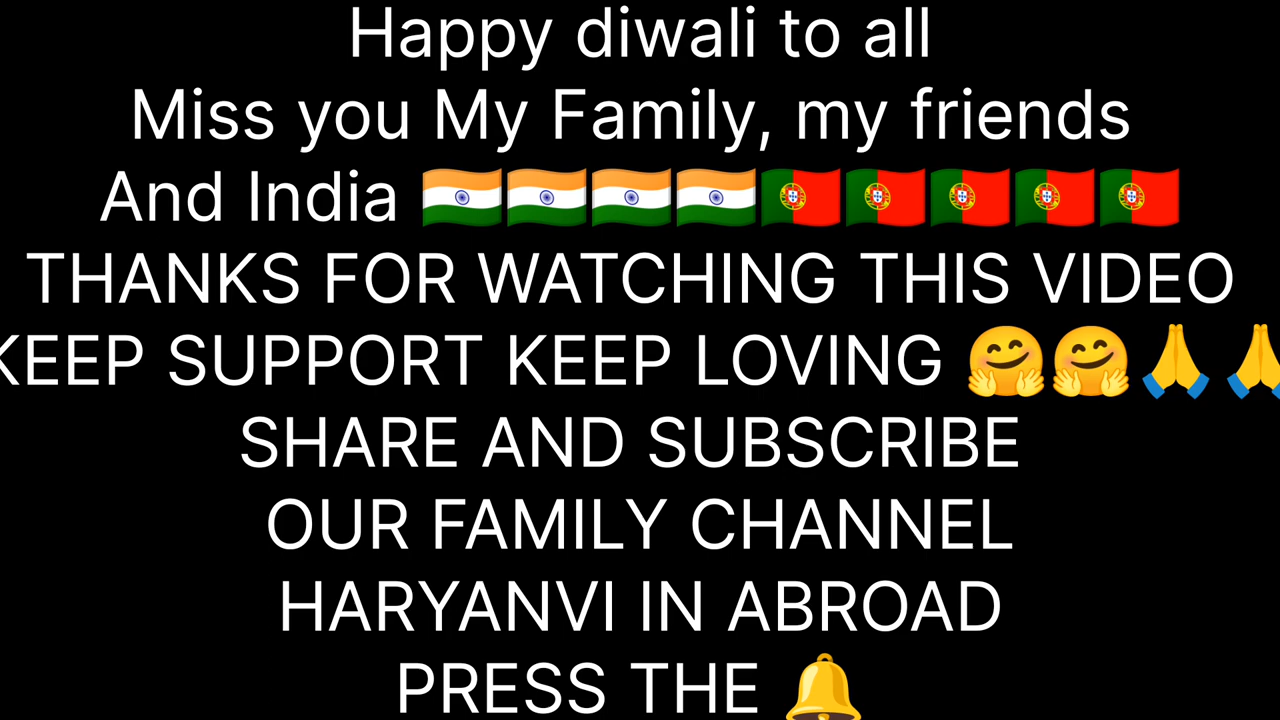 Happy diwali to all
Miss you My Family, my friends
And India 🇮🇳🇮🇳🇮🇳🇮🇳🇵🇹🇵🇹🇵🇹🇵🇹🇵🇹
THANKS FOR WATCHING THIS VIDEO
KEEP SUPPORT KEEP LOVING 🤗🤗🙏🙏
SHARE AND SUBSCRIBE
OUR FAMILY CHANNEL
HARYANVI IN ABROAD
PRESS THE 🔔